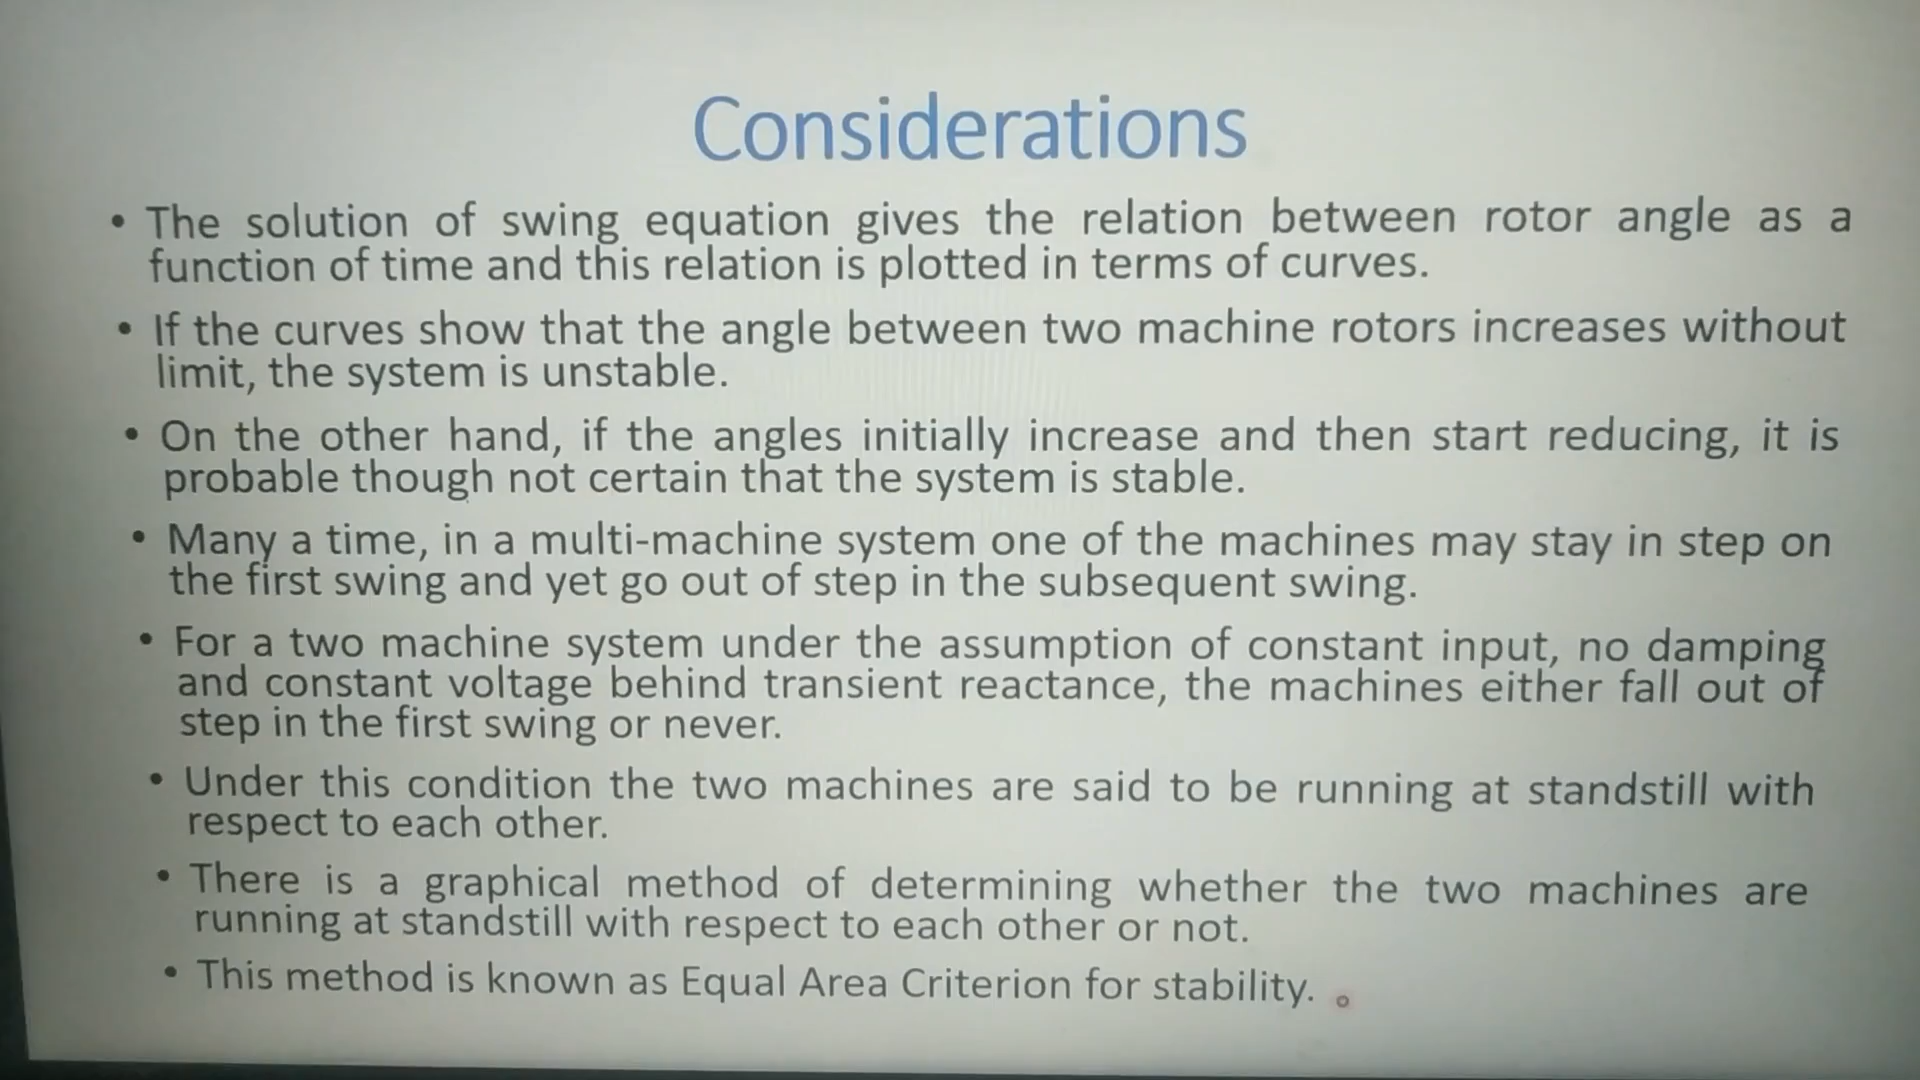 Considerations
• The solution of swing equation gives the relation between rotor angle as a
function of time and this relation is plotted in terms of curves.
• If the curves show that the angle between two machine rotors increases without
limit, the system is unstable.
• On the other hand, if the angles initially increase and then start reducing, it is
probable though not certain that the system is stable.
• Many a time, in a multi-machine system one of the machines may stay in step on
the first swing and yet go out of step in the subsequent swing.
• For a two machine system under the assumption of constant input, no damping
and constant voltage behind transient reactance, the machines either fall out of
step in the first swing or never.
• Under this condition the two machines are said to be running at standstill with
respect to each other.
• There is a graphical method of determining whether the two machines are
running at standstill with respect to each other or not.
• This method is known as Equal Area Criterion for stability.